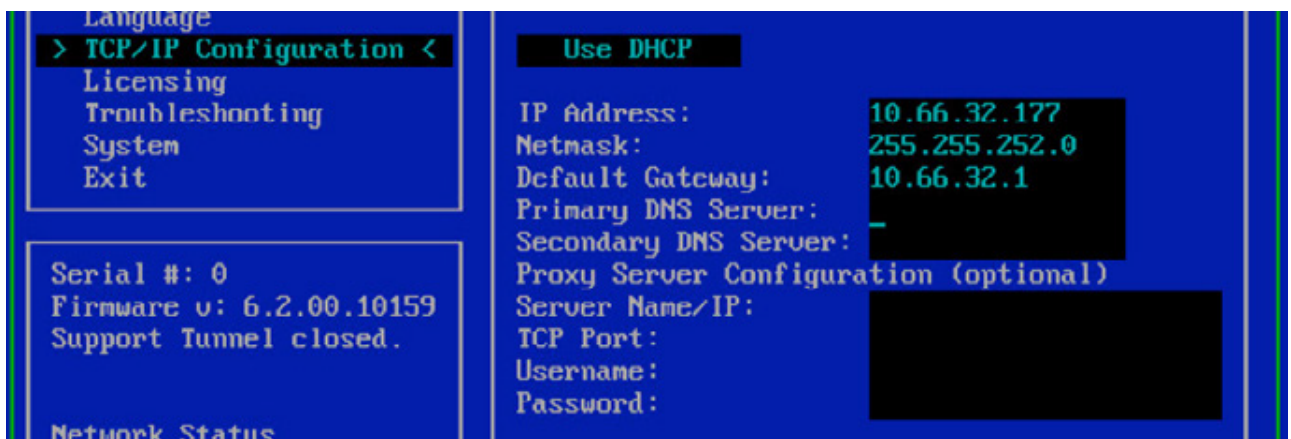 Language
> TCP/IP Configuration <
Licensing
Troubleshooting
System
Exit
Serial #: 0
Firmware v: 6.2.00.10159
Support Tunnel closed.
Network Status
Use DHCP
IP Address: 10.66.32.177
Netmask: 255.255.252.0
Default Gateway: 10.66.32.1
Primary DNS Server:
Secondary DNS Server:
Proxy Server Configuration (optional)
Server Name/IP:
TCP Port:
Username:
Password: